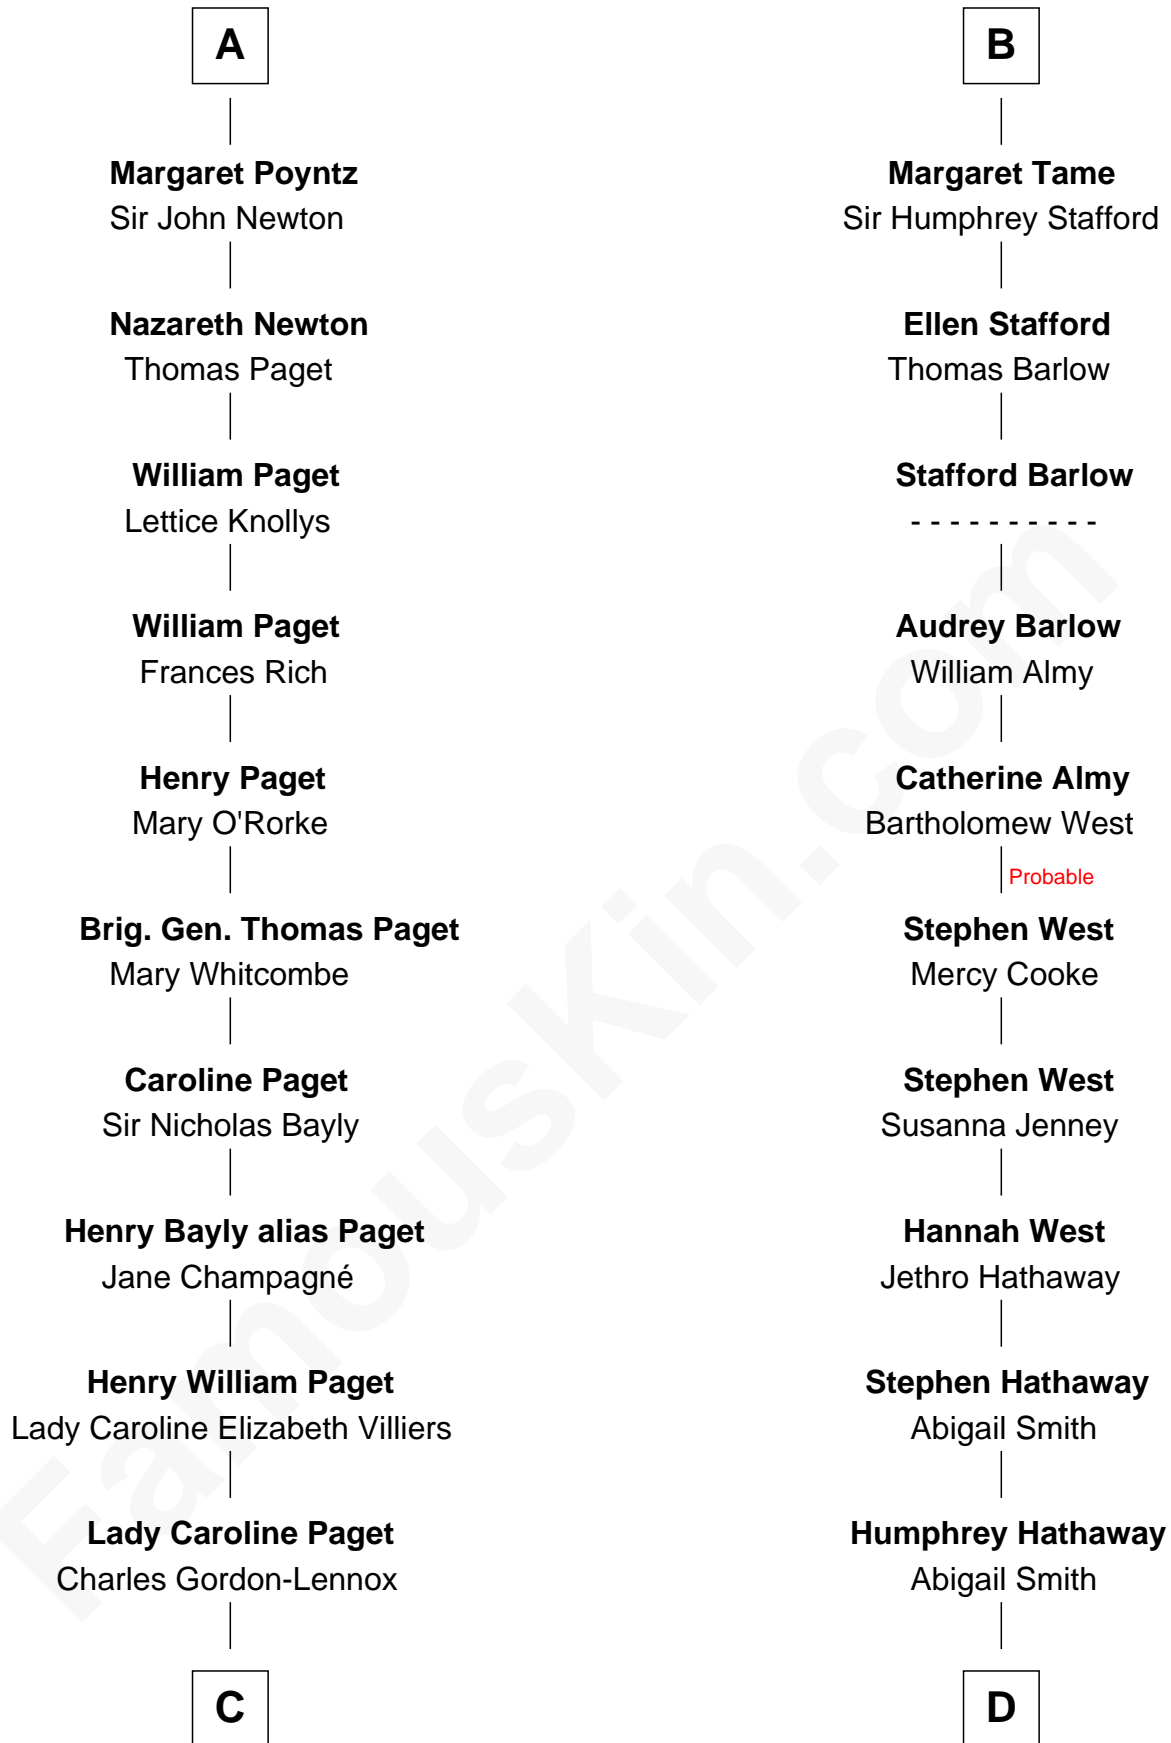 A
Margaret Poyntz
Sir John Newton
Nazareth Newton
Thomas Paget
William Paget
Lettice Knollys
William Paget
Frances Rich
Henry Paget
Mary O'Rorke
Brig. Gen. Thomas Paget
Mary Whitcombe
Caroline Paget
Sir Nicholas Bayly
Henry Bayly alias Paget
Jane Champagné
Henry William Paget
Lady Caroline Elizabeth Villiers
Lady Caroline Paget
Charles Gordon-Lennox
C
B
Margaret Tame
Sir Humphrey Stafford
Ellen Stafford
Thomas Barlow
Stafford Barlow
- - - - - - - - - -
Audrey Barlow
William Almy
Catherine Almy
Bartholomew West
Probable
Stephen West
Mercy Cooke
Stephen West
Susanna Jenney
Hannah West
Jethro Hathaway
Stephen Hathaway
Abigail Smith
Humphrey Hathaway
Abigail Smith
D
FamousKin.com